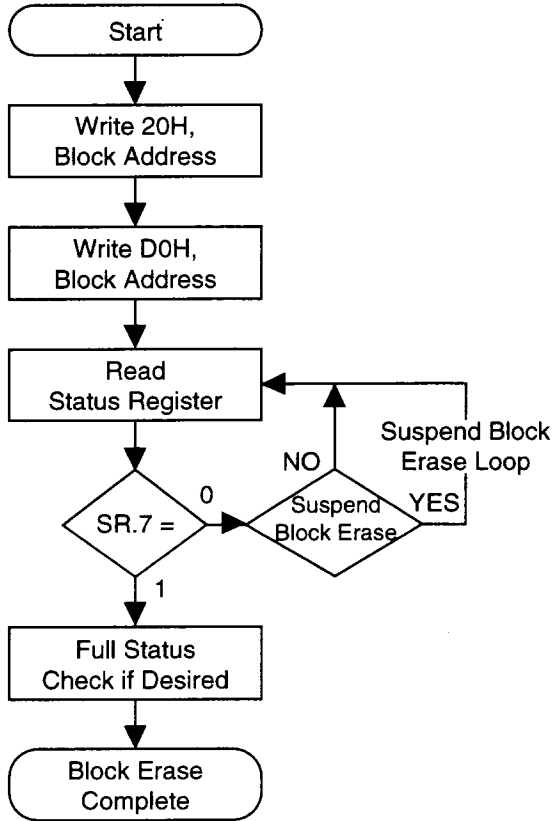 Start
Write 20H,
Block Address
Write D0H,
Block Address
Read
Status Register
Suspend Block
Erase Loop
NO
YES
0
SR.7 =
Suspend
Block Erase
1
Full Status
Check if Desired
Block Erase
Complete